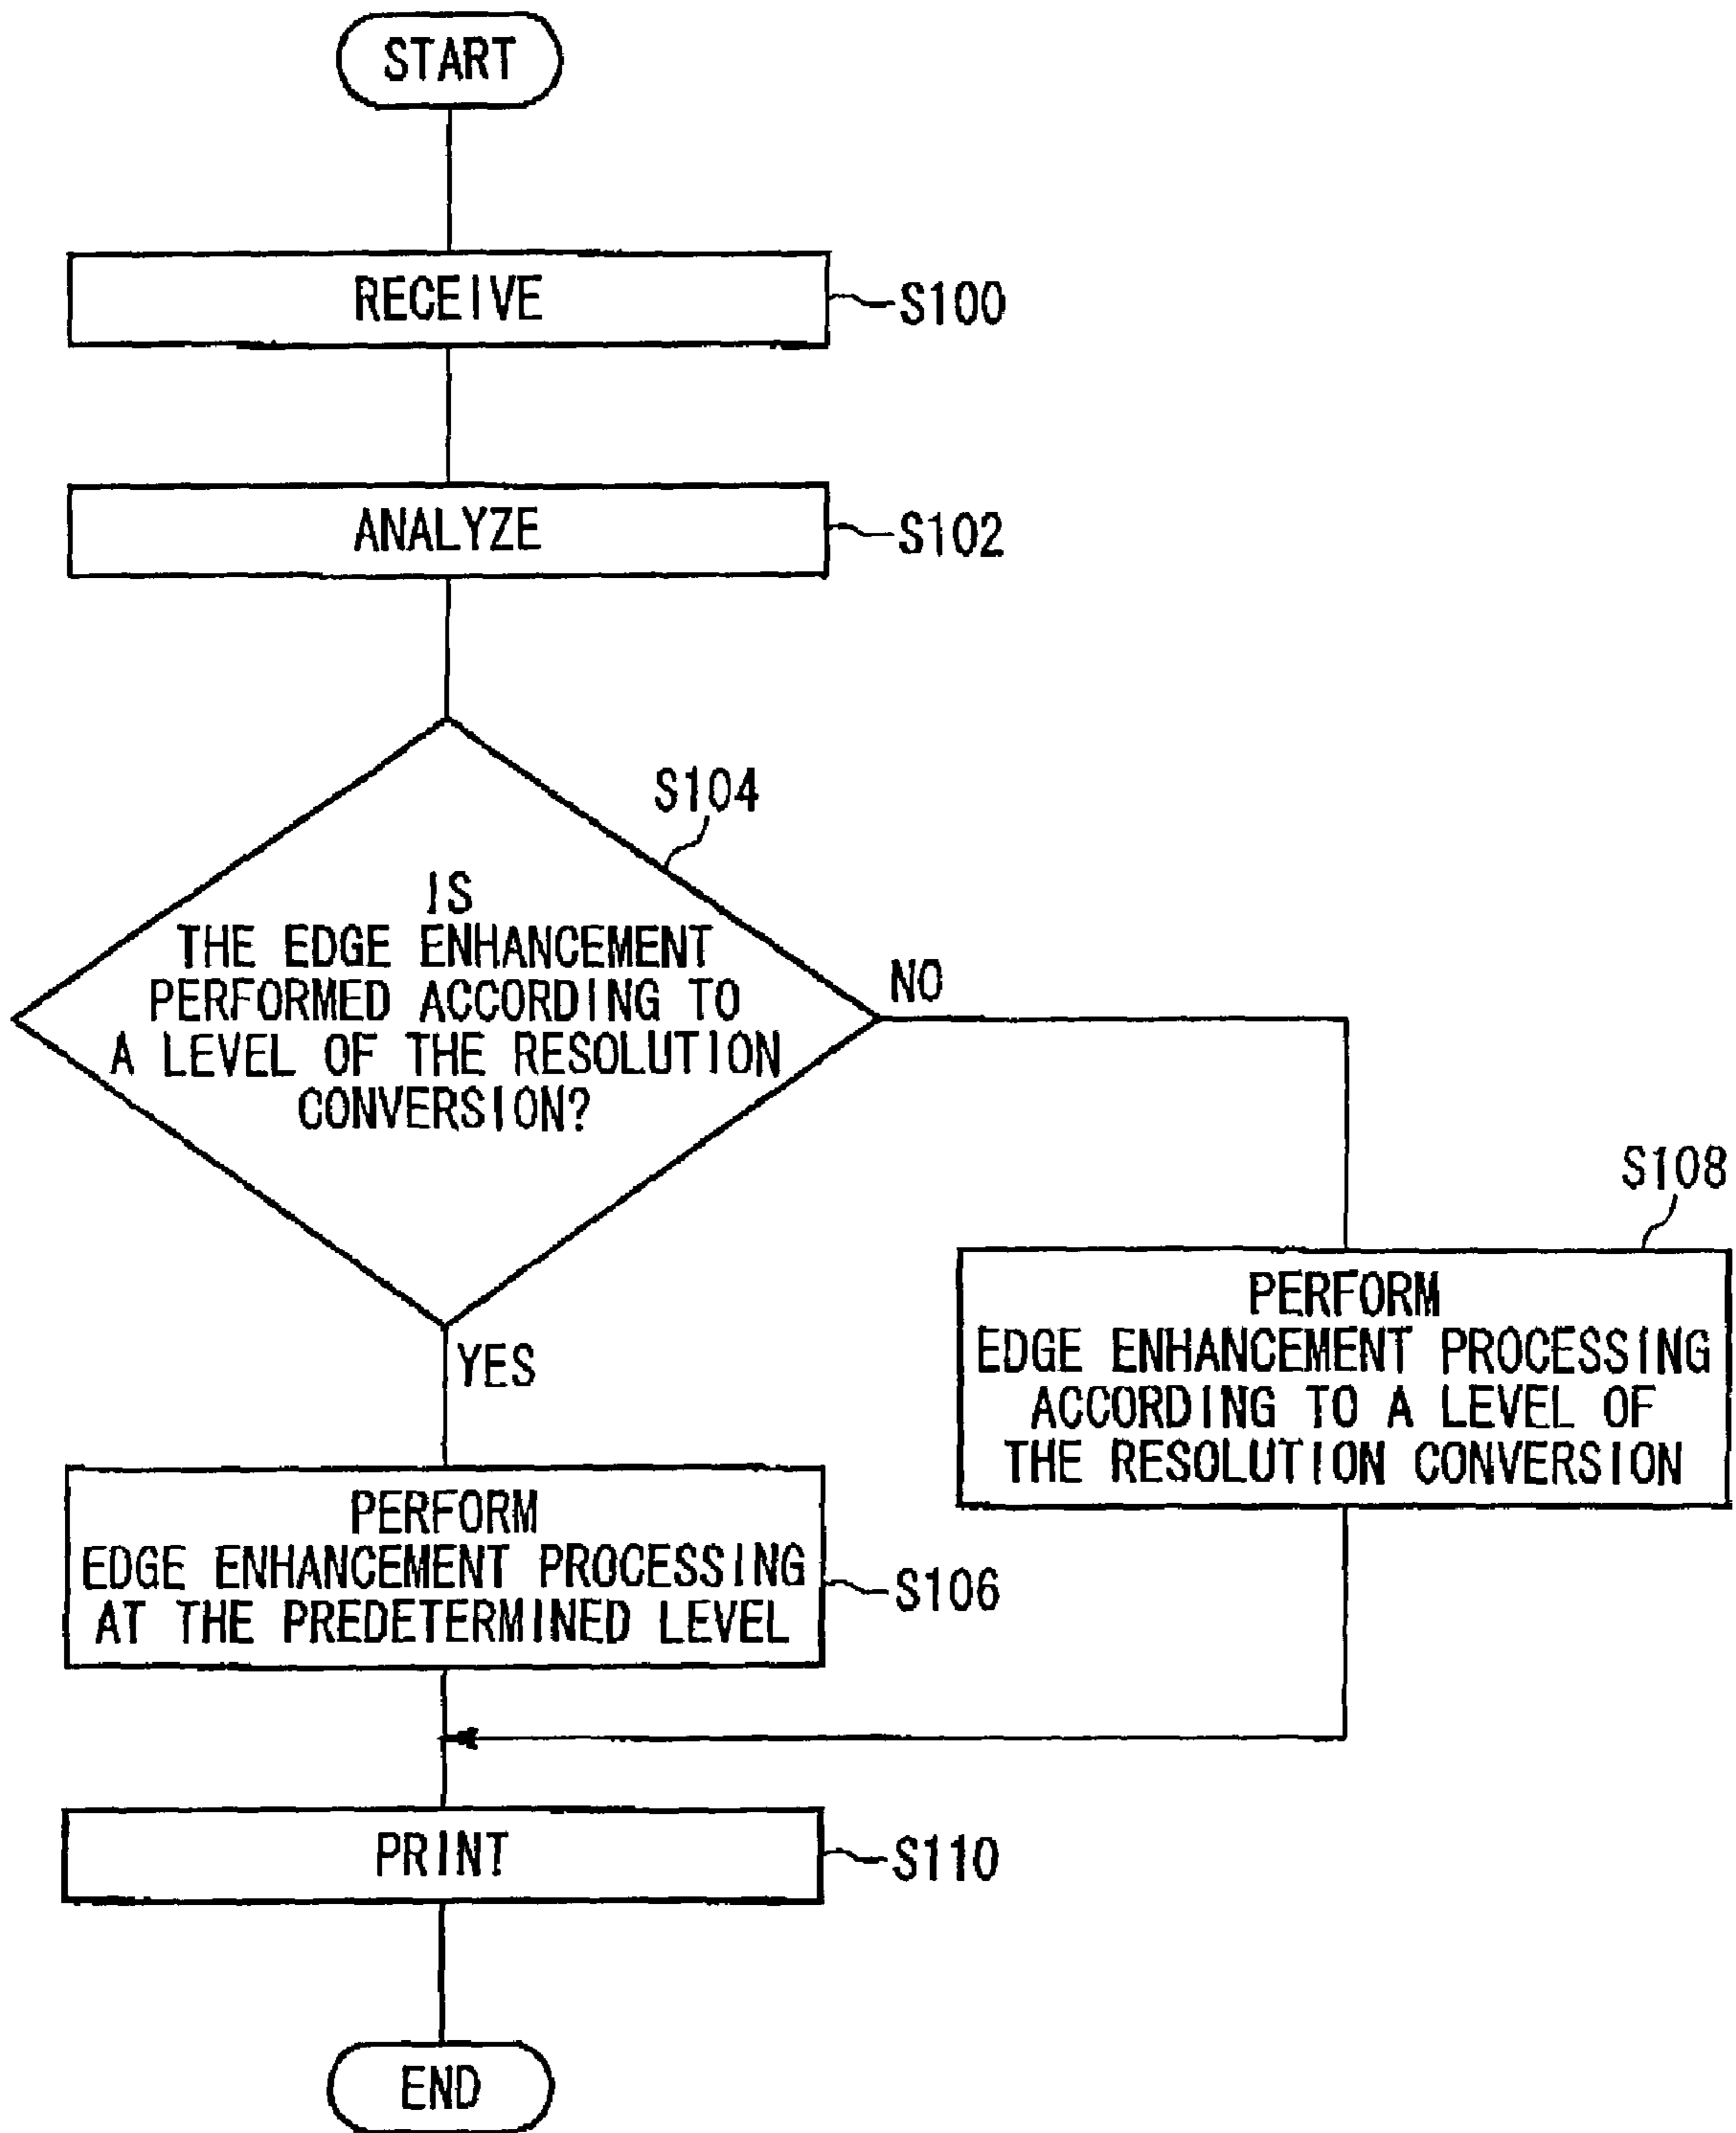 START
RECEIVE
S100
ANALYZE
S102
S104
IS
THE EDGE ENHANCEMENT
PERFORMED ACCORDING TO
A LEVEL OF THE RESOLUTION
CONVERSION?
NO
YES
S108
PERFORM
EDGE ENHANCEMENT PROCESSING
ACCORDING TO A LEVEL OF
THE RESOLUTION CONVERSION
PERFORM
EDGE ENHANCEMENT PROCESSING
AT THE PREDETERMINED LEVEL
S106
PRINT
S110
END